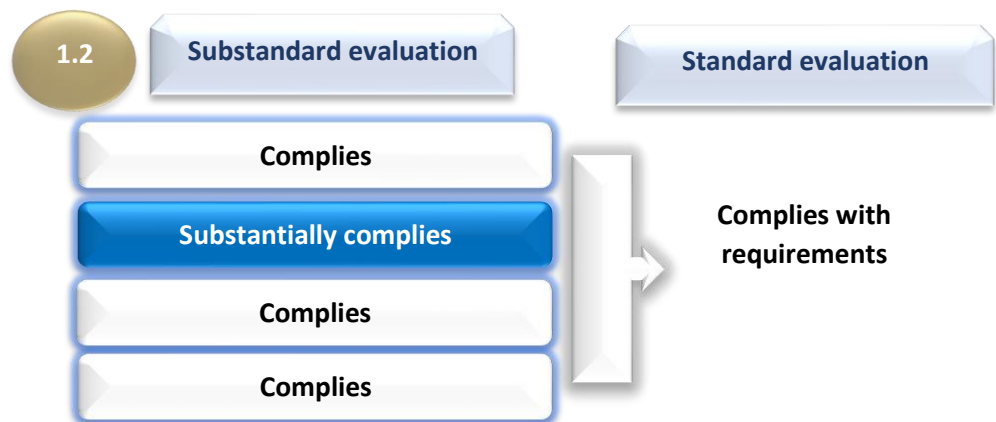 1.2
Substandard evaluation
Standard evaluation
Complies
Substantially complies
Complies
Complies
Complies with
requirements